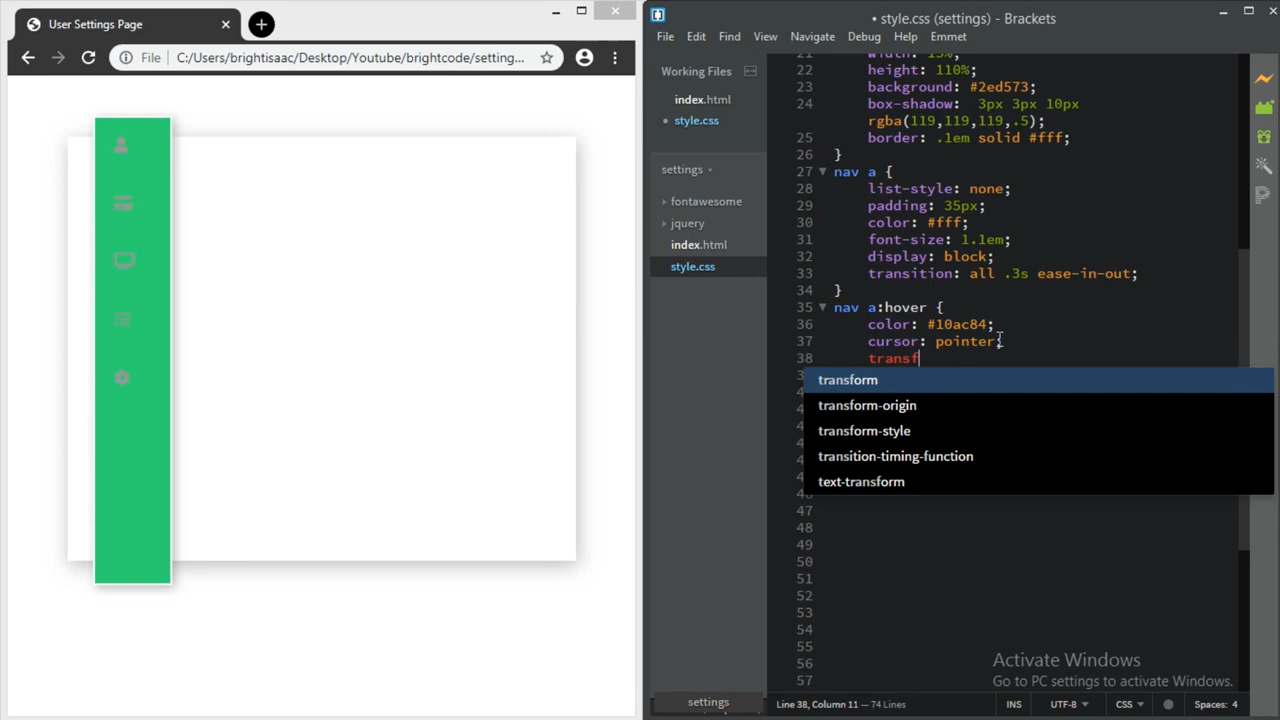 User Settings Page
File C:/Users/brightisaac/Desktop/Youtube/brightcode/setting...
• style.css (settings) - Brackets
File Edit Find View Navigate Debug Help Emmet
Working Files
index.html
style.css
settings
fontawesome
jquery
index.html
style.css
settings
22 height: 110%;
23 background: #2ed573;
24 box-shadow: 3px 3px 10px
rgba(119,119,119,.5);
25 border: .1em solid #fff;
26 }
27 nav a {
28 list-style: none;
29 padding: 35px;
30 color: #fff;
31 font-size: 1.1em;
32 display: block;
33 transition: all .3s ease-in-out;
34 }
35 nav a:hover {
36 color: #10ac84;
37 cursor: pointer;
38 transf
transform
transform-origin
transform-style
transition-timing-function
text-transform
47
48
49
50
51
52
53
54
55
56
57
Activate Windows
Go to PC settings to activate Windows.
Line 38, Column 11 — 74 Lines
INS UTF-8 CSS Spaces: 4